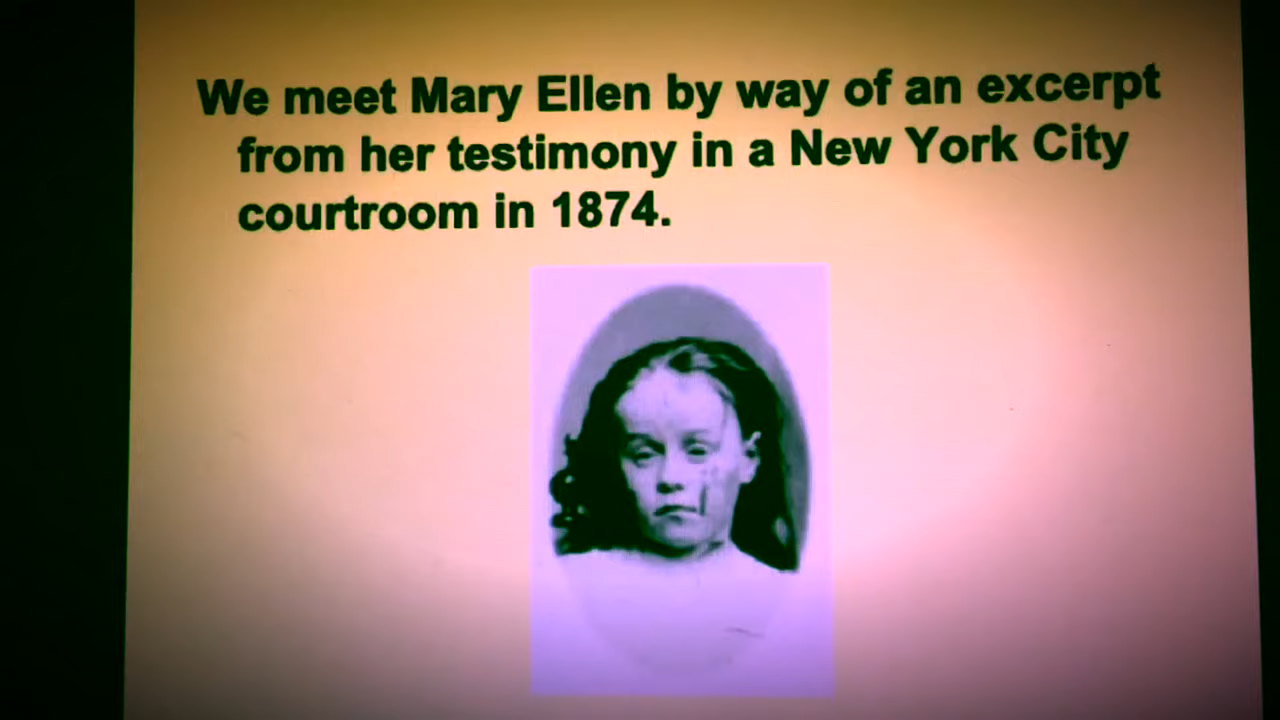 We meet Mary Ellen by way of an excerpt
from her testimony in a New York City
courtroom in 1874.